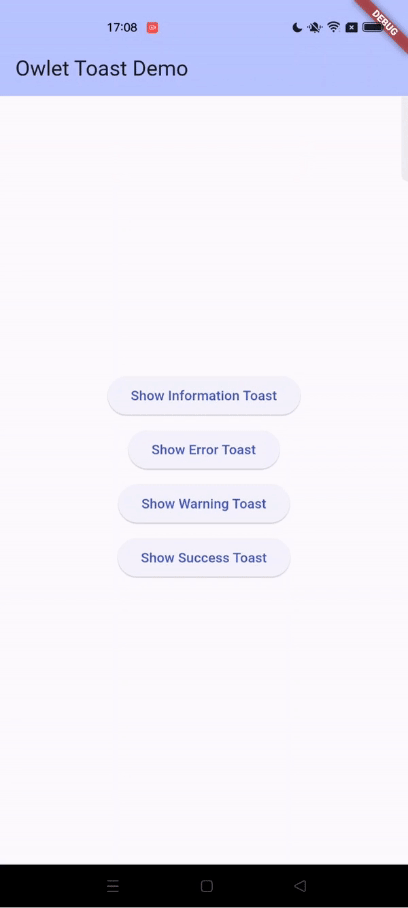 17:08
DEBUG
Owlet Toast Demo
Show Information Toast
Show Error Toast
Show Warning Toast
Show Success Toast